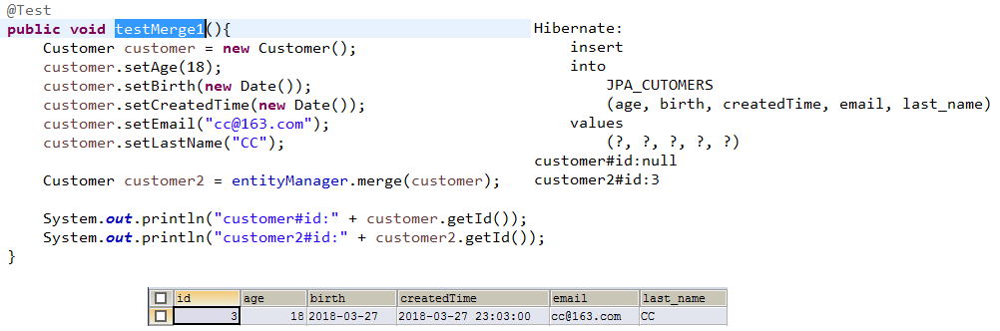 @Test
public void testMerge1(){
Customer customer = new Customer();
customer.setAge(18);
customer.setBirth(new Date());
customer.setCreatedTime(new Date());
customer.setEmail("cc@163.com");
customer.setLastName("CC");
Customer customer2 = entityManager.merge(customer);
System.out.println("customer#id:" + customer.getId());
System.out.println("customer2#id:" + customer2.getId());
}
Hibernate:
insert
into
JPA_CUTOMERS
(age, birth, createdTime, email, last_name)
values
(?, ?, ?, ?, ?)
customer#id:null
customer2#id:3
id age birth createdTime email last_name
3 18 2018-03-27 2018-03-27 23:03:00 cc@163.com CC